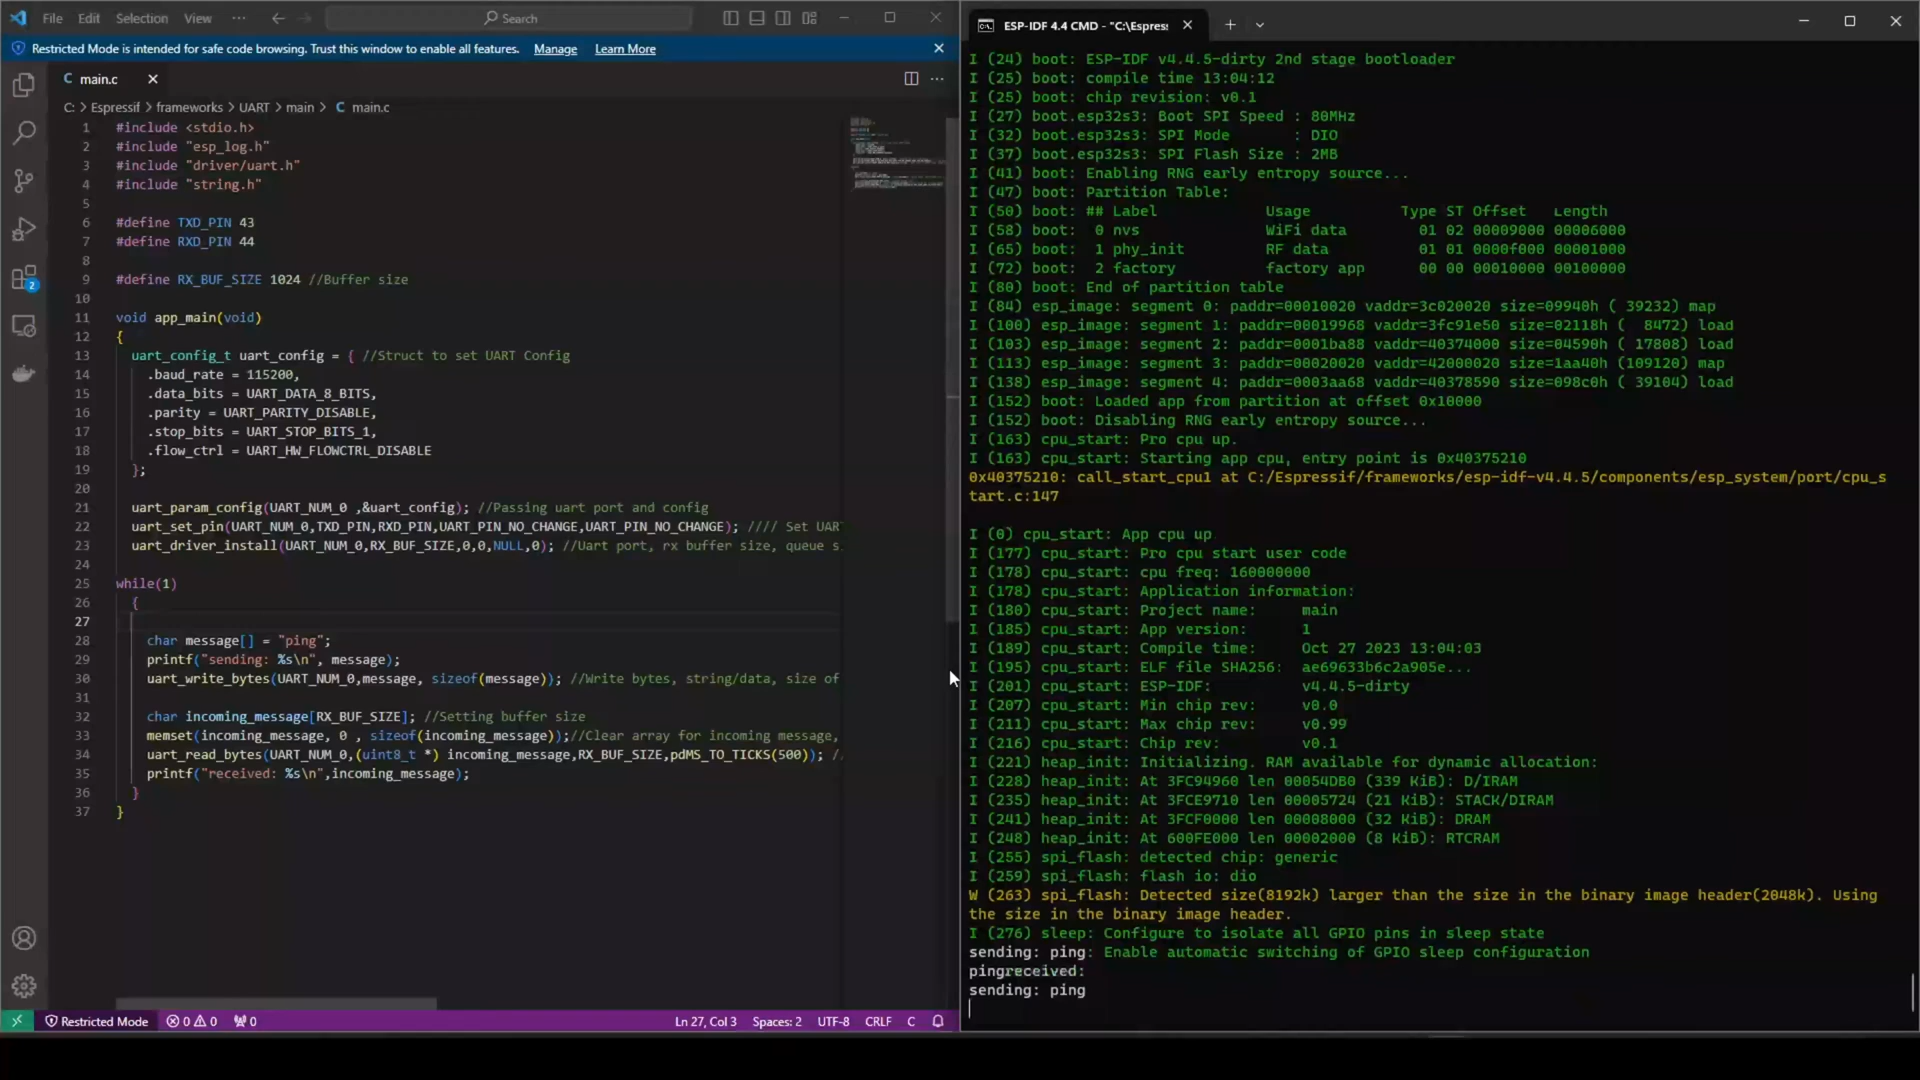 File Edit Selection View ··· Search
Restricted Mode is intended for safe code browsing. Trust this window to enable all features. Manage Learn More
C main.c
C: > Espressif > frameworks > UART > main > C main.c
1 #include <stdio.h>
2 #include "esp_log.h"
3 #include "driver/uart.h"
4 #include "string.h"
5
6 #define TXD_PIN 43
7 #define RXD_PIN 44
8
9 #define RX_BUF_SIZE 1024 //Buffer size
10
11 void app_main(void)
12 {
13 uart_config_t uart_config = { //Struct to set UART Config
14 .baud_rate = 115200,
15 .data_bits = UART_DATA_8_BITS,
16 .parity = UART_PARITY_DISABLE,
17 .stop_bits = UART_STOP_BITS_1,
18 .flow_ctrl = UART_HW_FLOWCTRL_DISABLE
19 };
20
21 uart_param_config(UART_NUM_0 ,&uart_config); //Passing uart port and config
22 uart_set_pin(UART_NUM_0,TXD_PIN,RXD_PIN,UART_PIN_NO_CHANGE,UART_PIN_NO_CHANGE); //// Set UAR
23 uart_driver_install(UART_NUM_0,RX_BUF_SIZE,0,0,NULL,0); //Uart port, rx buffer size, queue s
24
25 while(1)
26 {
27
28 char message[] = "ping";
29 printf("sending: %s\n", message);
30 uart_write_bytes(UART_NUM_0,message, sizeof(message)); //Write bytes, string/data, size of
31
32 char incoming_message[RX_BUF_SIZE]; //Setting buffer size
33 memset(incoming_message, 0 , sizeof(incoming_message));//Clear array for incoming message,
34 uart_read_bytes(UART_NUM_0,(uint8_t *) incoming_message,RX_BUF_SIZE,pdMS_TO_TICKS(500)); //
35 printf("received: %s\n",incoming_message);
36 }
37 }
2
Restricted Mode 0 0 0 Ln 27, Col 3 Spaces: 2 UTF-8 CRLF C
ESP-IDF 4.4 CMD - "C:\Espres
I (24) boot: ESP-IDF v4.4.5-dirty 2nd stage bootloader
I (25) boot: compile time 13:04:12
I (25) boot: chip revision: v0.1
I (27) boot.esp32s3: Boot SPI Speed : 80MHz
I (32) boot.esp32s3: SPI Mode : DIO
I (37) boot.esp32s3: SPI Flash Size : 2MB
I (41) boot: Enabling RNG early entropy source...
I (47) boot: Partition Table:
I (50) boot: ## Label Usage Type ST Offset Length
I (58) boot: 0 nvs WiFi data 01 02 00009000 00006000
I (65) boot: 1 phy_init RF data 01 01 0000f000 00001000
I (72) boot: 2 factory factory app 00 00 00010000 00100000
I (80) boot: End of partition table
I (84) esp_image: segment 0: paddr=00010020 vaddr=3c020020 size=09940h ( 39232) map
I (100) esp_image: segment 1: paddr=00019968 vaddr=3fc91e50 size=02118h ( 8472) load
I (103) esp_image: segment 2: paddr=0001ba88 vaddr=40374000 size=04590h ( 17808) load
I (113) esp_image: segment 3: paddr=00020020 vaddr=42000020 size=1aa40h (109120) map
I (138) esp_image: segment 4: paddr=0003aa68 vaddr=40378590 size=098c0h ( 39104) load
I (152) boot: Loaded app from partition at offset 0x10000
I (152) boot: Disabling RNG early entropy source...
I (163) cpu_start: Pro cpu up.
I (163) cpu_start: Starting app cpu, entry point is 0x40375210
0x40375210: call_start_cpu1 at C:/Espressif/frameworks/esp-idf-v4.4.5/components/esp_system/port/cpu_s
tart.c:147
I (0) cpu_start: App cpu up.
I (177) cpu_start: Pro cpu start user code
I (178) cpu_start: cpu freq: 160000000
I (178) cpu_start: Application information:
I (180) cpu_start: Project name: main
I (185) cpu_start: App version: 1
I (189) cpu_start: Compile time: Oct 27 2023 13:04:03
I (195) cpu_start: ELF file SHA256: ae69633b6c2a905e...
I (201) cpu_start: ESP-IDF: v4.4.5-dirty
I (207) cpu_start: Min chip rev: v0.0
I (211) cpu_start: Max chip rev: v0.99
I (216) cpu_start: Chip rev: v0.1
I (221) heap_init: Initializing. RAM available for dynamic allocation:
I (228) heap_init: At 3FC94960 len 00054DB0 (339 KiB): D/IRAM
I (235) heap_init: At 3FCE9710 len 00005724 (21 KiB): STACK/DIRAM
I (241) heap_init: At 3FCF0000 len 00008000 (32 KiB): DRAM
I (248) heap_init: At 600FE000 len 00002000 (8 KiB): RTCRAM
I (255) spi_flash: detected chip: generic
I (259) spi_flash: flash io: dio
W (263) spi_flash: Detected size(8192k) larger than the size in the binary image header(2048k). Using
the size in the binary image header.
I (276) sleep: Configure to isolate all GPIO pins in sleep state
sending: ping: Enable automatic switching of GPIO sleep configuration
pingreceived:
sending: ping